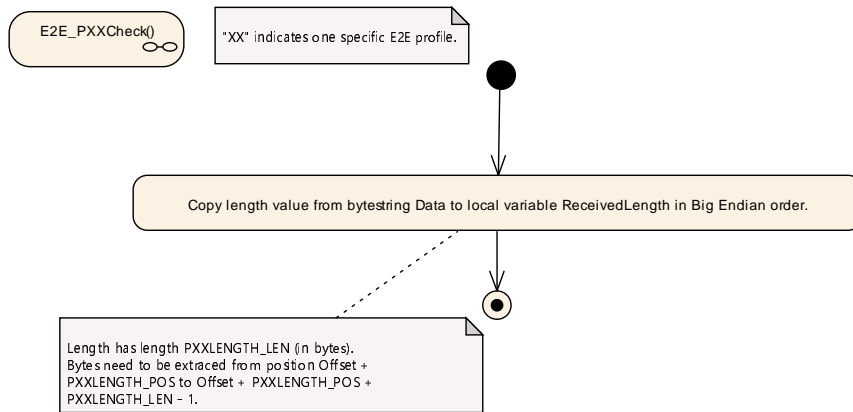 E2E_PXXCheck()
"XX" indicates one specific E2E profile.
Copy length value from bytestring Data to local variable ReceivedLength in Big Endian order.
Length has length PXXLENGTH_LEN (in bytes).
Bytes need to be extraced from position Offset +
PXXLENGTH_POS to Offset + PXXLENGTH_POS +
PXXLENGTH_LEN - 1.